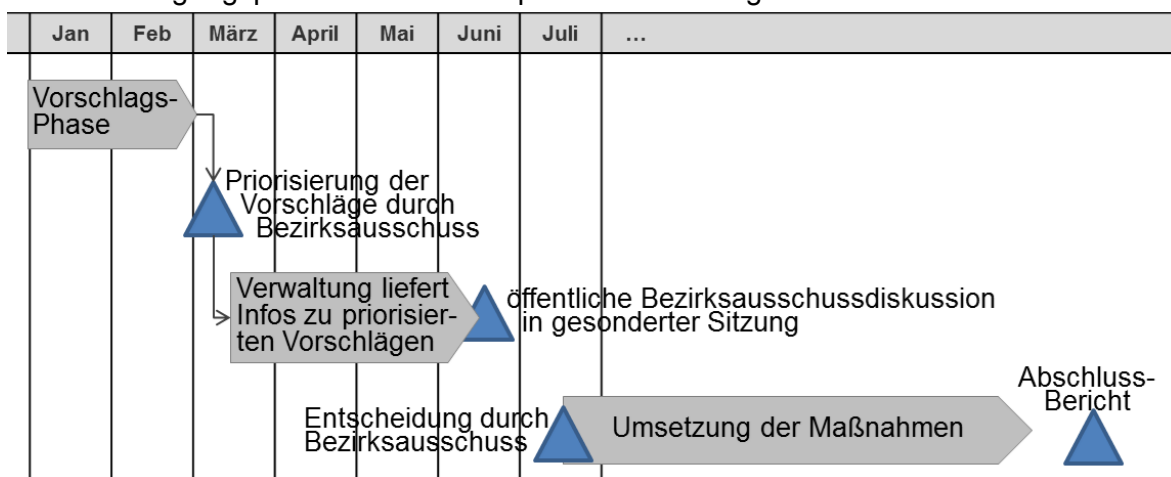 Jan Feb März April Mai Juni Juli ...
Vorschlags-
Phase
Priorisierung der
Vorschläge durch
Bezirksausschuss
Verwaltung liefert
Infos zu priorisier-
ten Vorschlägen
öffentliche Bezirksausschussdiskussion
in gesonderter Sitzung
Entscheidung durch
Bezirksausschuss
Umsetzung der Maßnahmen
Abschluss-
Bericht